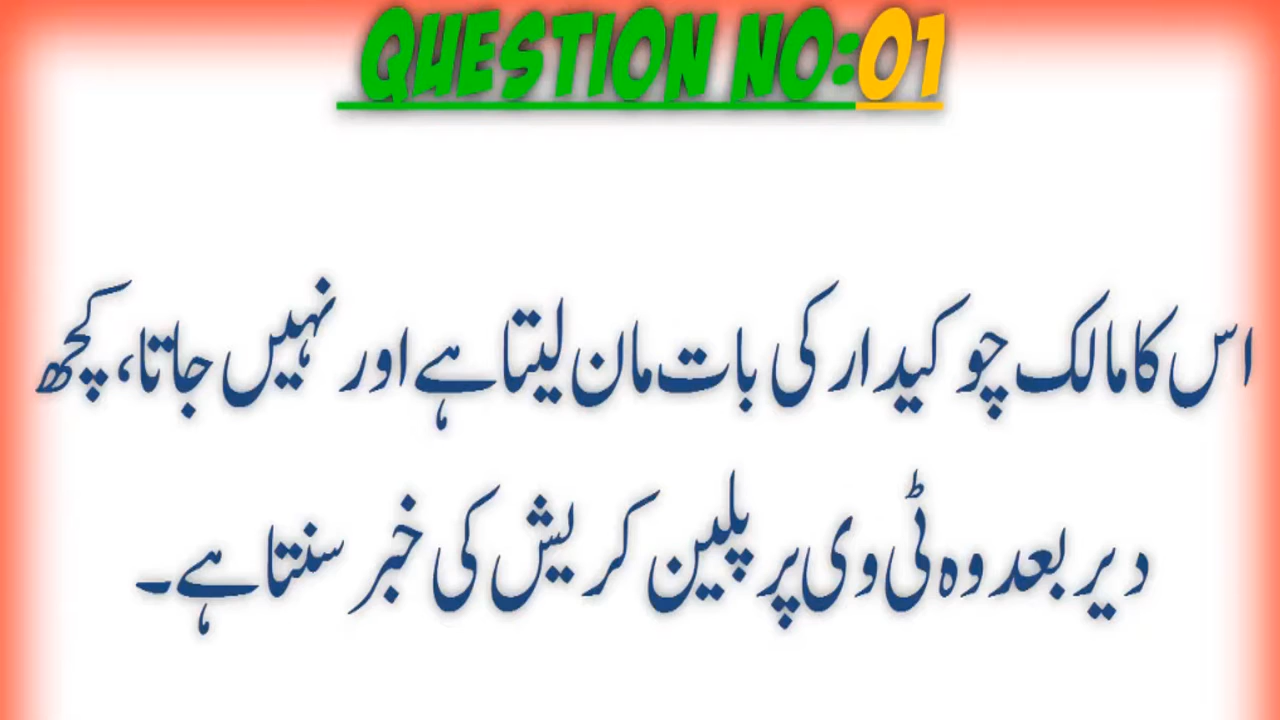 QUESTION NO:01
اس کا مالک چوکیدار کی بات مان لیتا ہے اور نہیں جاتا، کچھ
دیر بعد وہ ٹی وی پر پلین کریش کی خبر سنتا ہے۔